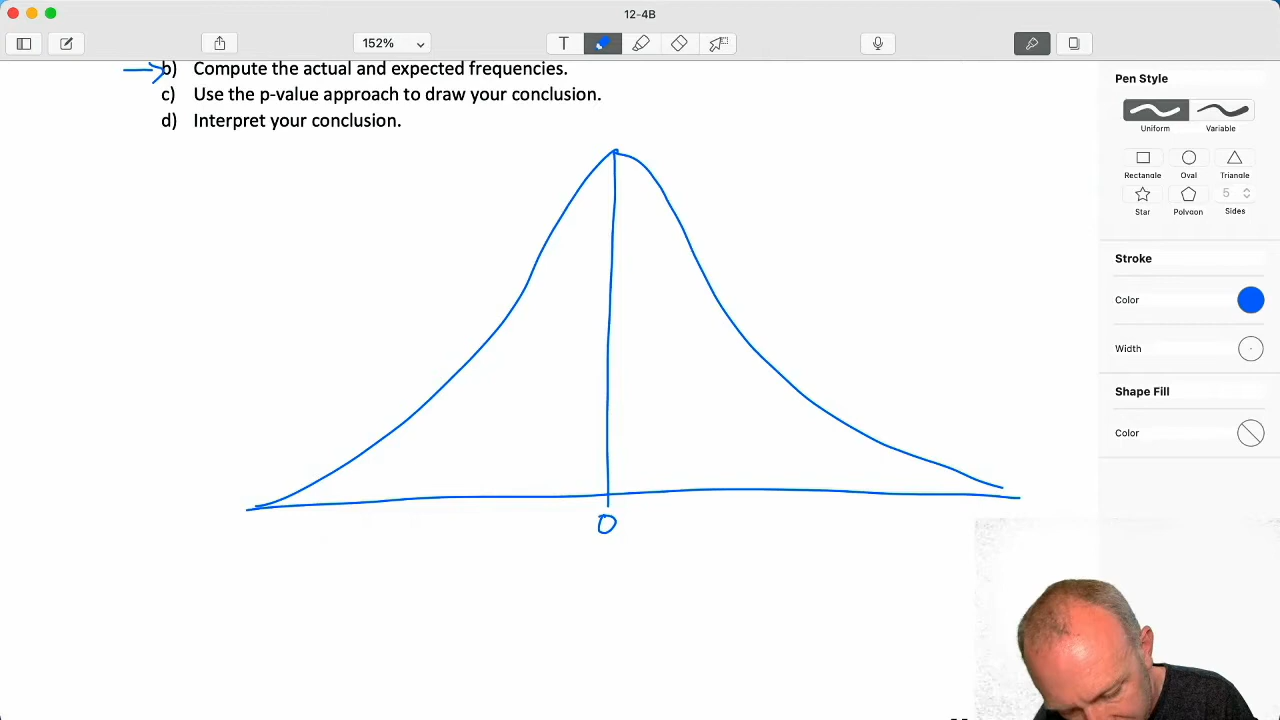 12-4B
152%
T
b) Compute the actual and expected frequencies.
c) Use the p-value approach to draw your conclusion.
d) Interpret your conclusion.
0
Pen Style
Uniform Variable
Rectangle Oval Triangle
5
Star Polygon Sides
Stroke
Color
Width
Shape Fill
Color